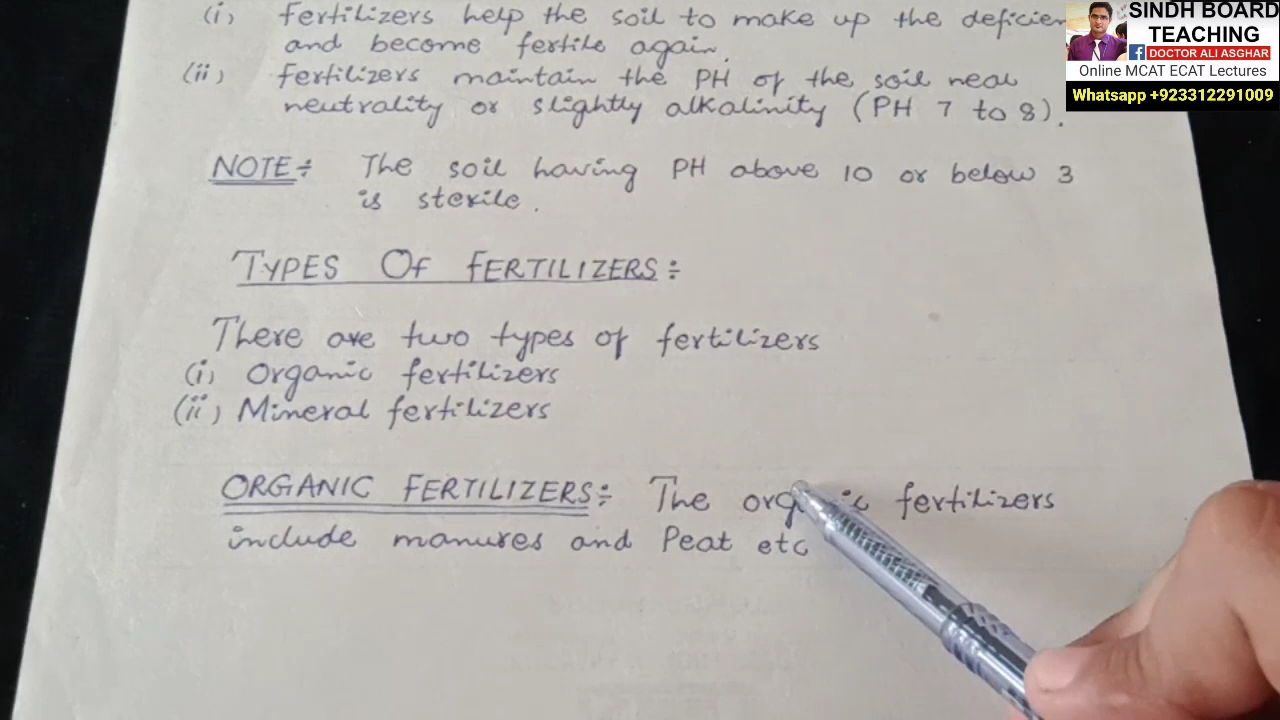 (i) Fertilizers help the soil to make up the
and become fertile again.
(ii) Fertilizers maintain the PH of the soil near
neutrality or slightly alkalinity (PH 7 to 8).
NOTE:- The soil having PH above 10 or below 3
is sterile.
TYPES OF FERTILIZERS:-
There are two types of fertilizers
(i) Organic fertilizers
(ii) Mineral fertilizers
ORGANIC FERTILIZERS:- The organic fertilizers
include manures and Peat etc
SINDH BOARD
TEACHING
f DOCTOR ALI ASGHAR
Online MCAT ECAT Lectures
Whatsapp +923312291009